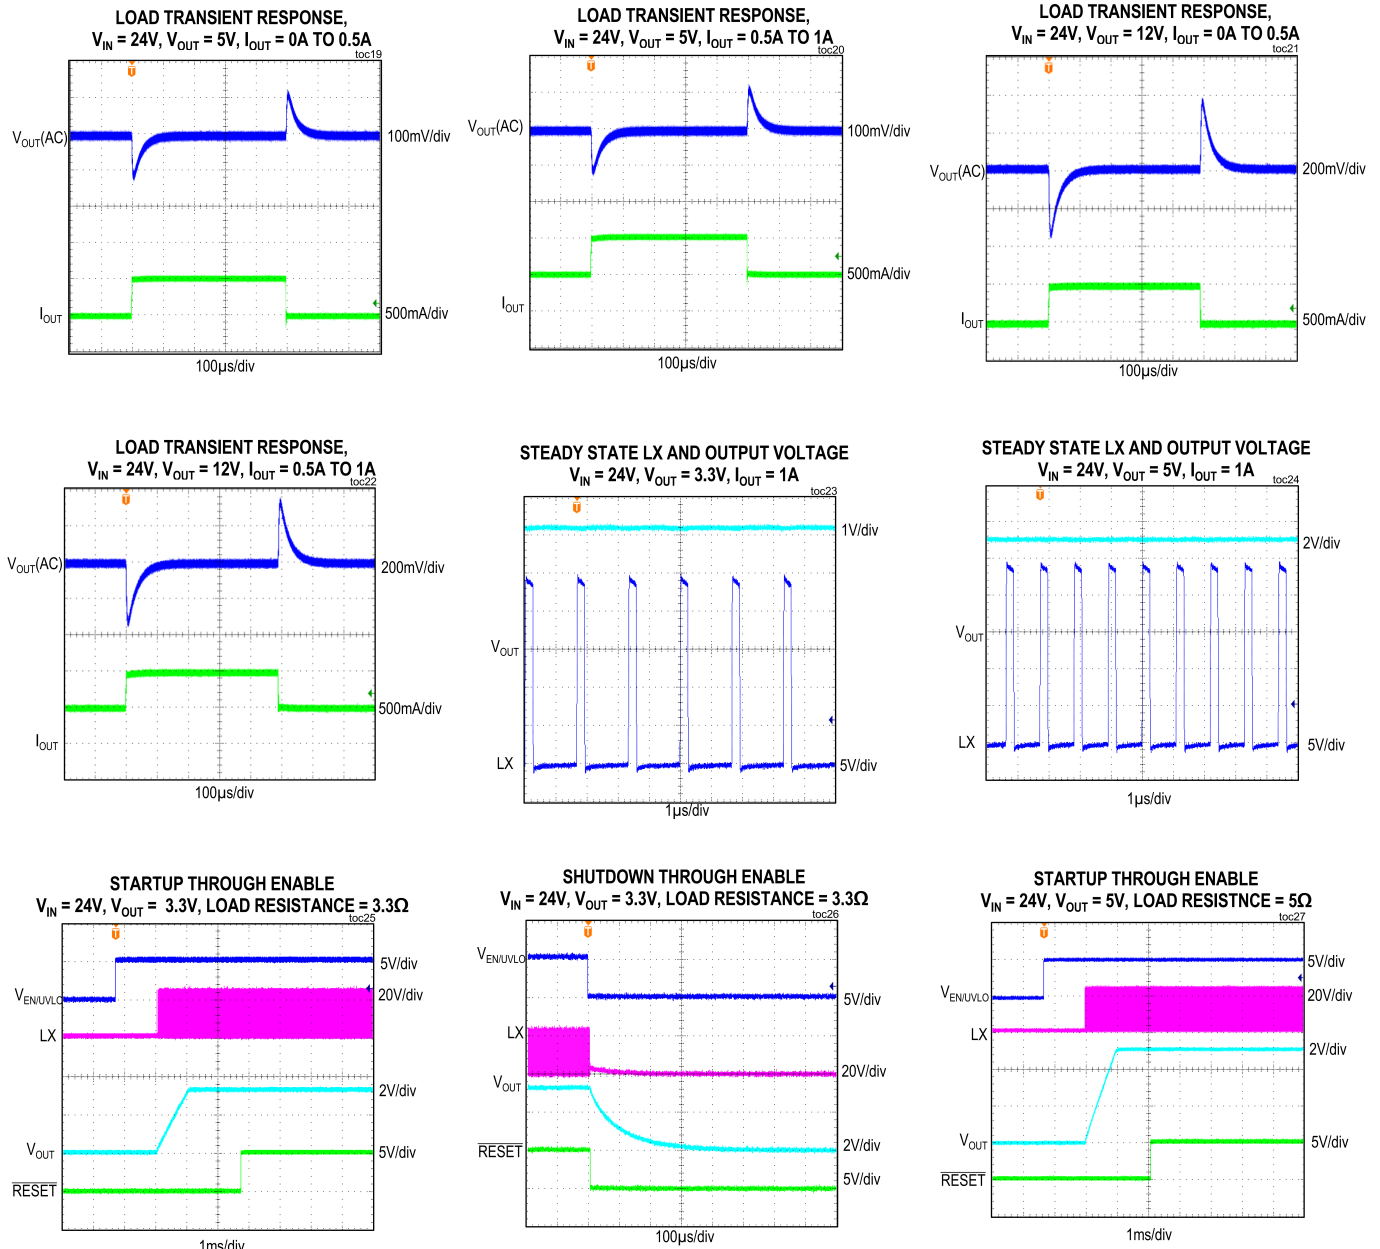 LOAD TRANSIENT RESPONSE,
VIN = 24V, VOUT = 5V, IOUT = 0A TO 0.5A
toc19
T
VOUT(AC)
100mV/div
IOUT
500mA/div
100µs/div
LOAD TRANSIENT RESPONSE,
VIN = 24V, VOUT = 5V, IOUT = 0.5A TO 1A
toc20
T
100mV/div
500mA/div
IOUT
100µs/div
LOAD TRANSIENT RESPONSE,
VIN = 24V, VOUT = 12V, IOUT = 0A TO 0.5A
toc21
T
VOUT(AC)
200mV/div
IOUT
500mA/div
100µs/div
LOAD TRANSIENT RESPONSE,
VIN = 24V, VOUT = 12V, IOUT = 0.5A TO 1A
toc22
T
VOUT(AC)
200mV/div
500mA/div
IOUT
100µs/div
STEADY STATE LX AND OUTPUT VOLTAGE
VIN = 24V, VOUT = 3.3V, IOUT = 1A
toc23
T
1V/div
VOUT
LX
5V/div
1µs/div
STEADY STATE LX AND OUTPUT VOLTAGE
VIN = 24V, VOUT = 5V, IOUT = 1A
toc24
T
2V/div
VOUT
LX
5V/div
1µs/div
STARTUP THROUGH ENABLE
VIN = 24V, VOUT = 3.3V, LOAD RESISTANCE = 3.3Ω
toc25
T
5V/div
VEN/UVLO
20V/div
LX
2V/div
VOUT
5V/div
RESET
1ms/div
SHUTDOWN THROUGH ENABLE
VIN = 24V, VOUT = 3.3V, LOAD RESISTANCE = 3.3Ω
toc26
T
VEN/UVLO
5V/div
LX
20V/div
VOUT
2V/div
RESET
5V/div
100µs/div
STARTUP THROUGH ENABLE
VIN = 24V, VOUT = 5V, LOAD RESISTNCE = 5Ω
toc27
T
5V/div
VEN/UVLO
20V/div
LX
2V/div
VOUT
5V/div
RESET
1ms/div